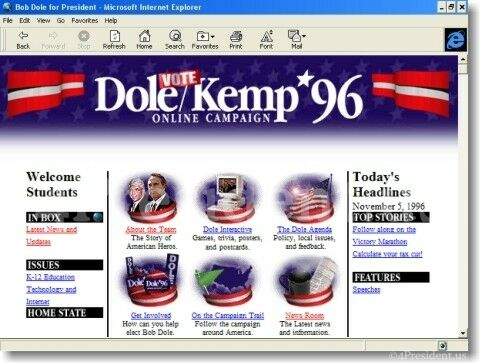 Bob Dole for President - Microsoft Internet Explorer
File Edit View Go Favorites Help
Back Forward Stop Refresh Home Search Favorites Print Font Mail
VOTE
Dole/Kemp '96
ONLINE CAMPAIGN
Welcome
Students
IN BOX
Latest News and
Updates
ISSUES
K-12 Education
Technology and
Internet
HOME STATE
About the Team
The Story of
American Heros.
Dole Interactive
Games, trivia, posters,
and postcards.
The Dole Agenda
Policy, local issues,
and feedback.
DOLE
Dole Kemp '96
Get Involved
How can you help
elect Bob Dole.
On the Campaign Trail
Follow the campaign
around America.
News Room
The Latest news
and information.
Today's
Headlines
November 5, 1996
TOP STORIES
Follow along on the
Victory Marathon
Calculate your tax cut!
FEATURES
Speeches
©4President.us